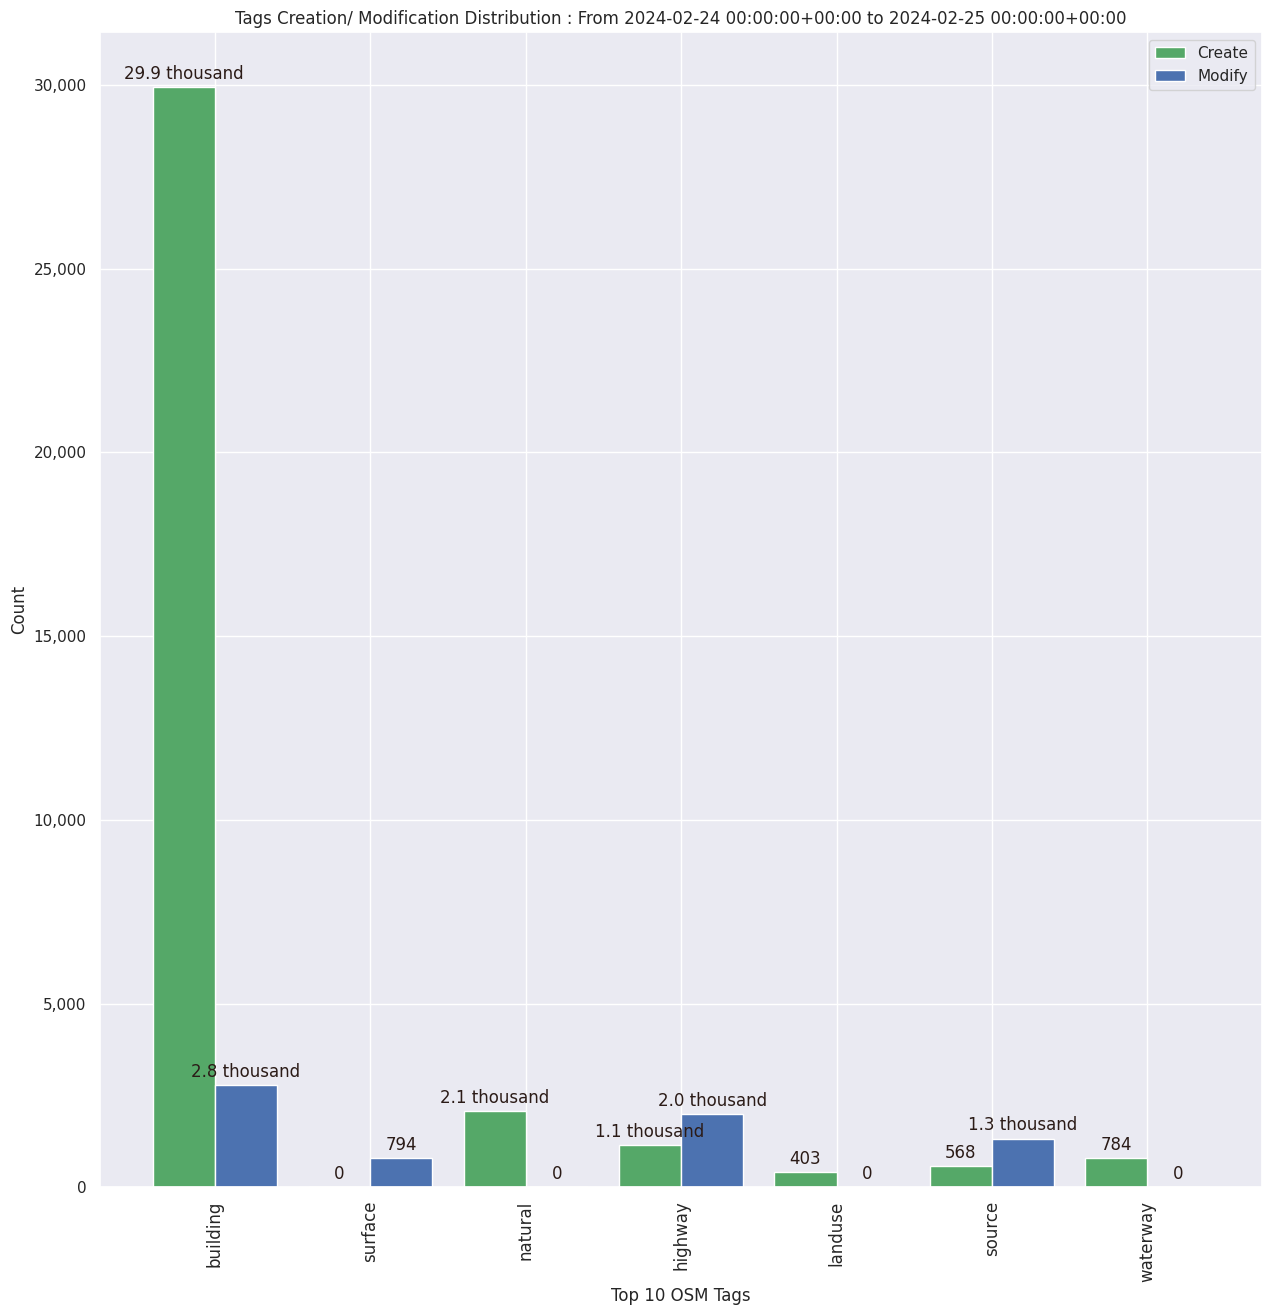 Tags Creation/ Modification Distribution : From 2024-02-24 00:00:00+00:00 to 2024-02-25 00:00:00+00:00
Create
Modify
Count
30,000
25,000
20,000
15,000
10,000
5,000
0
29.9 thousand
2.8 thousand
0
794
2.1 thousand
0
1.1 thousand
2.0 thousand
403
0
568
1.3 thousand
784
0
building
surface
natural
highway
landuse
source
waterway
Top 10 OSM Tags